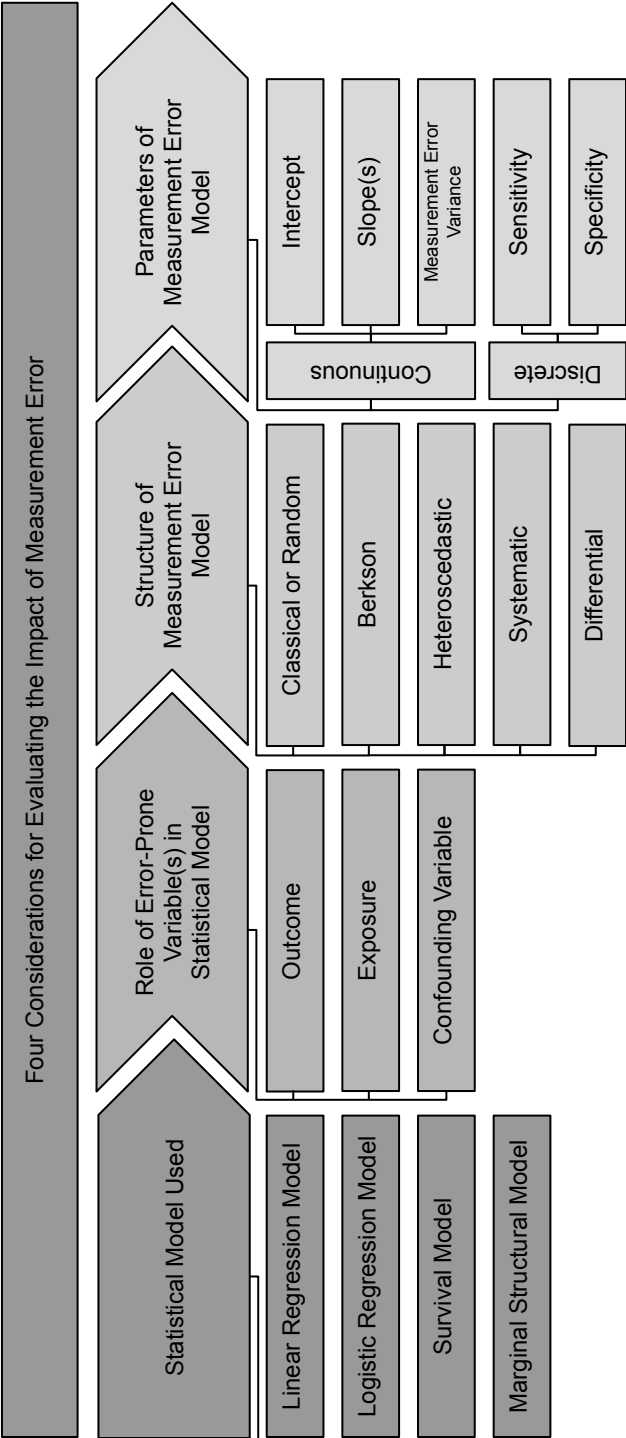 Four Considerations for Evaluating the Impact of Measurement Error
Statistical Model Used
Linear Regression Model
Logistic Regression Model
Survival Model
Marginal Structural Model
Role of Error-Prone
Variable(s) in
Statistical Model
Outcome
Exposure
Confounding Variable
Structure of
Measurement Error
Model
Classical or Random
Berkson
Heteroscedastic
Systematic
Differential
Parameters of
Measurement Error
Model
Continuous
Intercept
Slope(s)
Measurement Error
Variance
Discrete
Sensitivity
Specificity